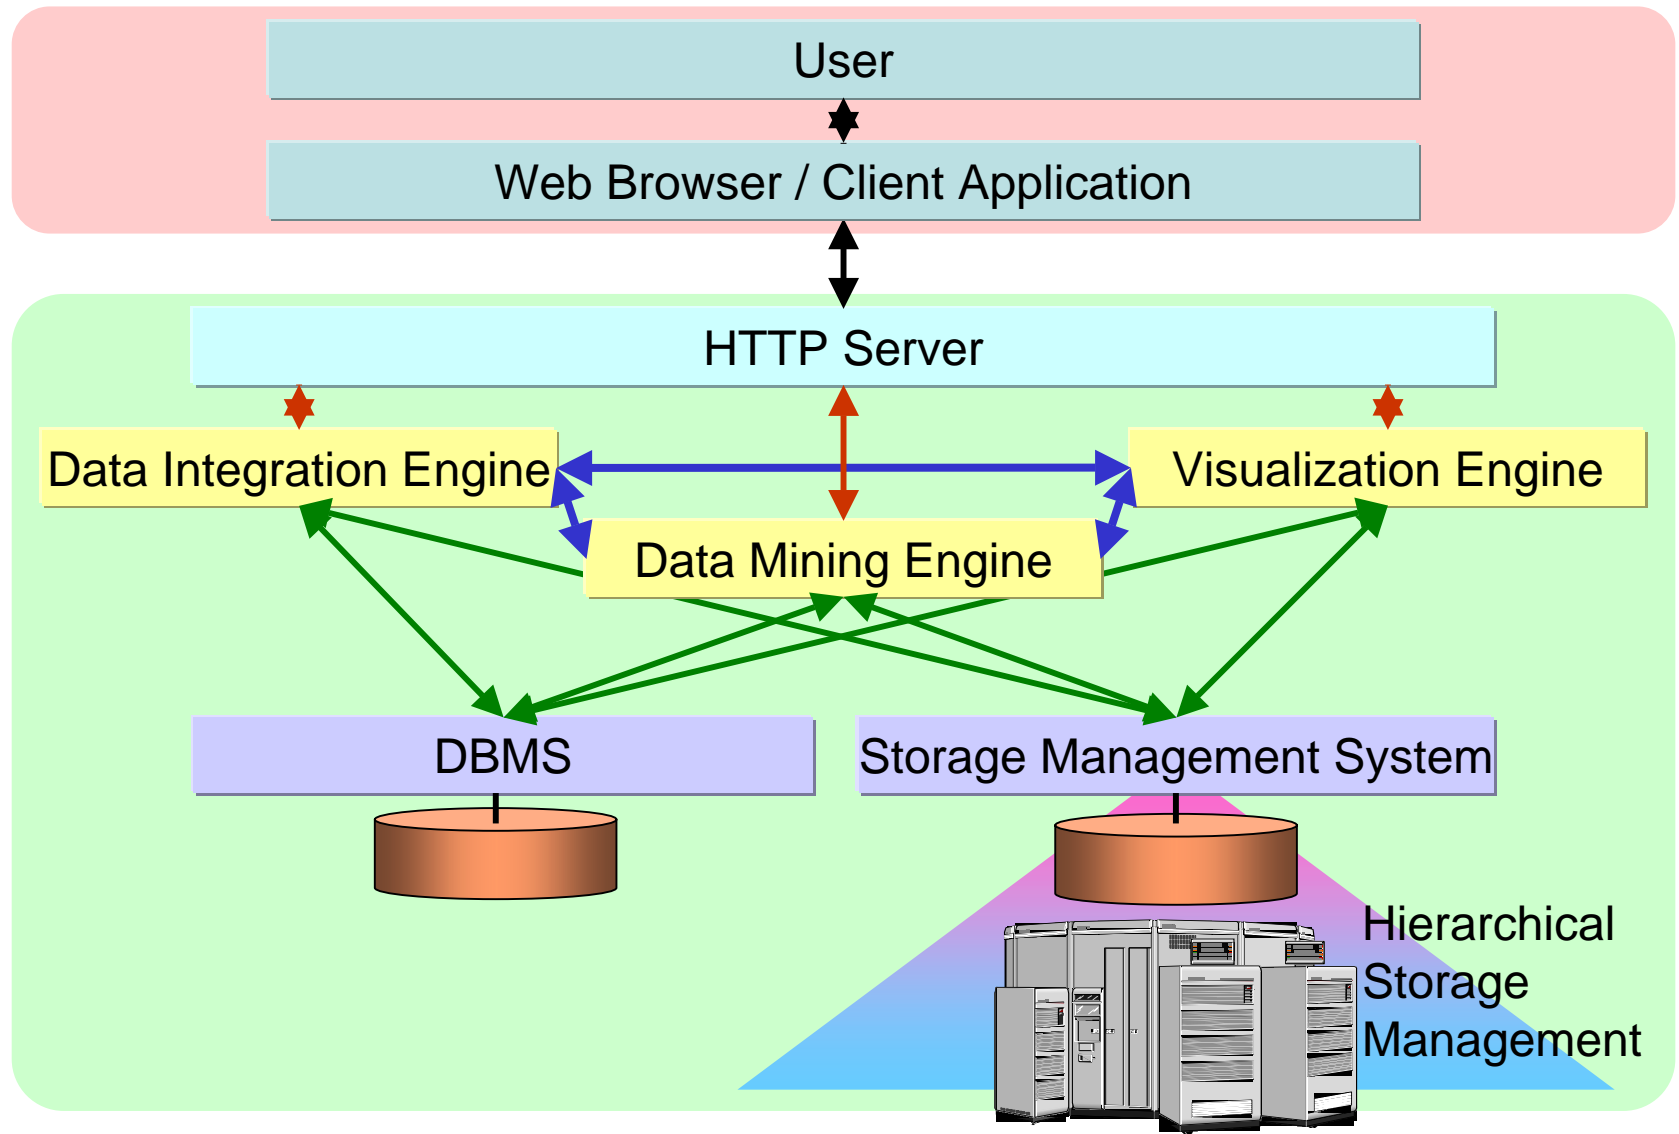 User
Web Browser / Client Application
HTTP Server
Data Integration Engine
Visualization Engine
Data Mining Engine
DBMS
Storage Management System
Hierarchical
Storage
Management